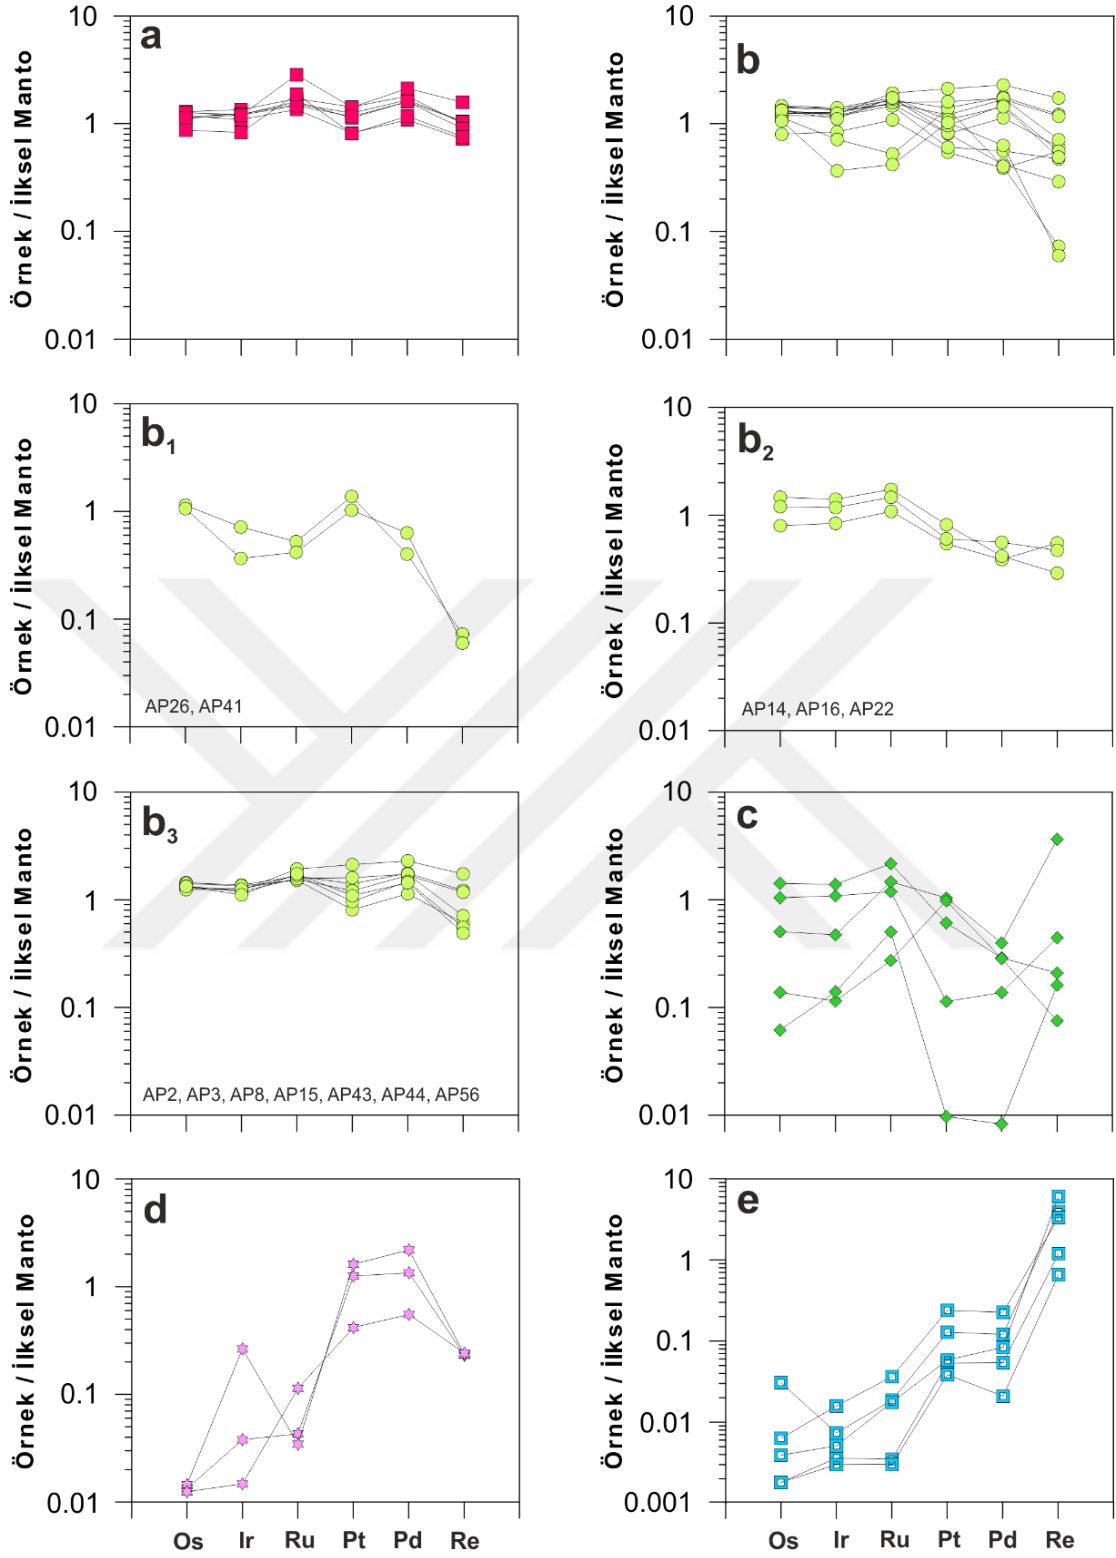 Örnek / İlksel Manto
10
1
0.1
0.01
a
Örnek / İlksel Manto
10
1
0.1
0.01
b
Örnek / İlksel Manto
10
1
0.1
0.01
b1
AP26, AP41
Örnek / İlksel Manto
10
1
0.1
0.01
b2
AP14, AP16, AP22
Örnek / İlksel Manto
10
1
0.1
0.01
b3
AP2, AP3, AP8, AP15, AP43, AP44, AP56
Örnek / İlksel Manto
10
1
0.1
0.01
c
Örnek / İlksel Manto
10
1
0.1
0.01
d
Os Ir Ru Pt Pd Re
Örnek / İlksel Manto
10
1
0.1
0.01
0.001
e
Os Ir Ru Pt Pd Re